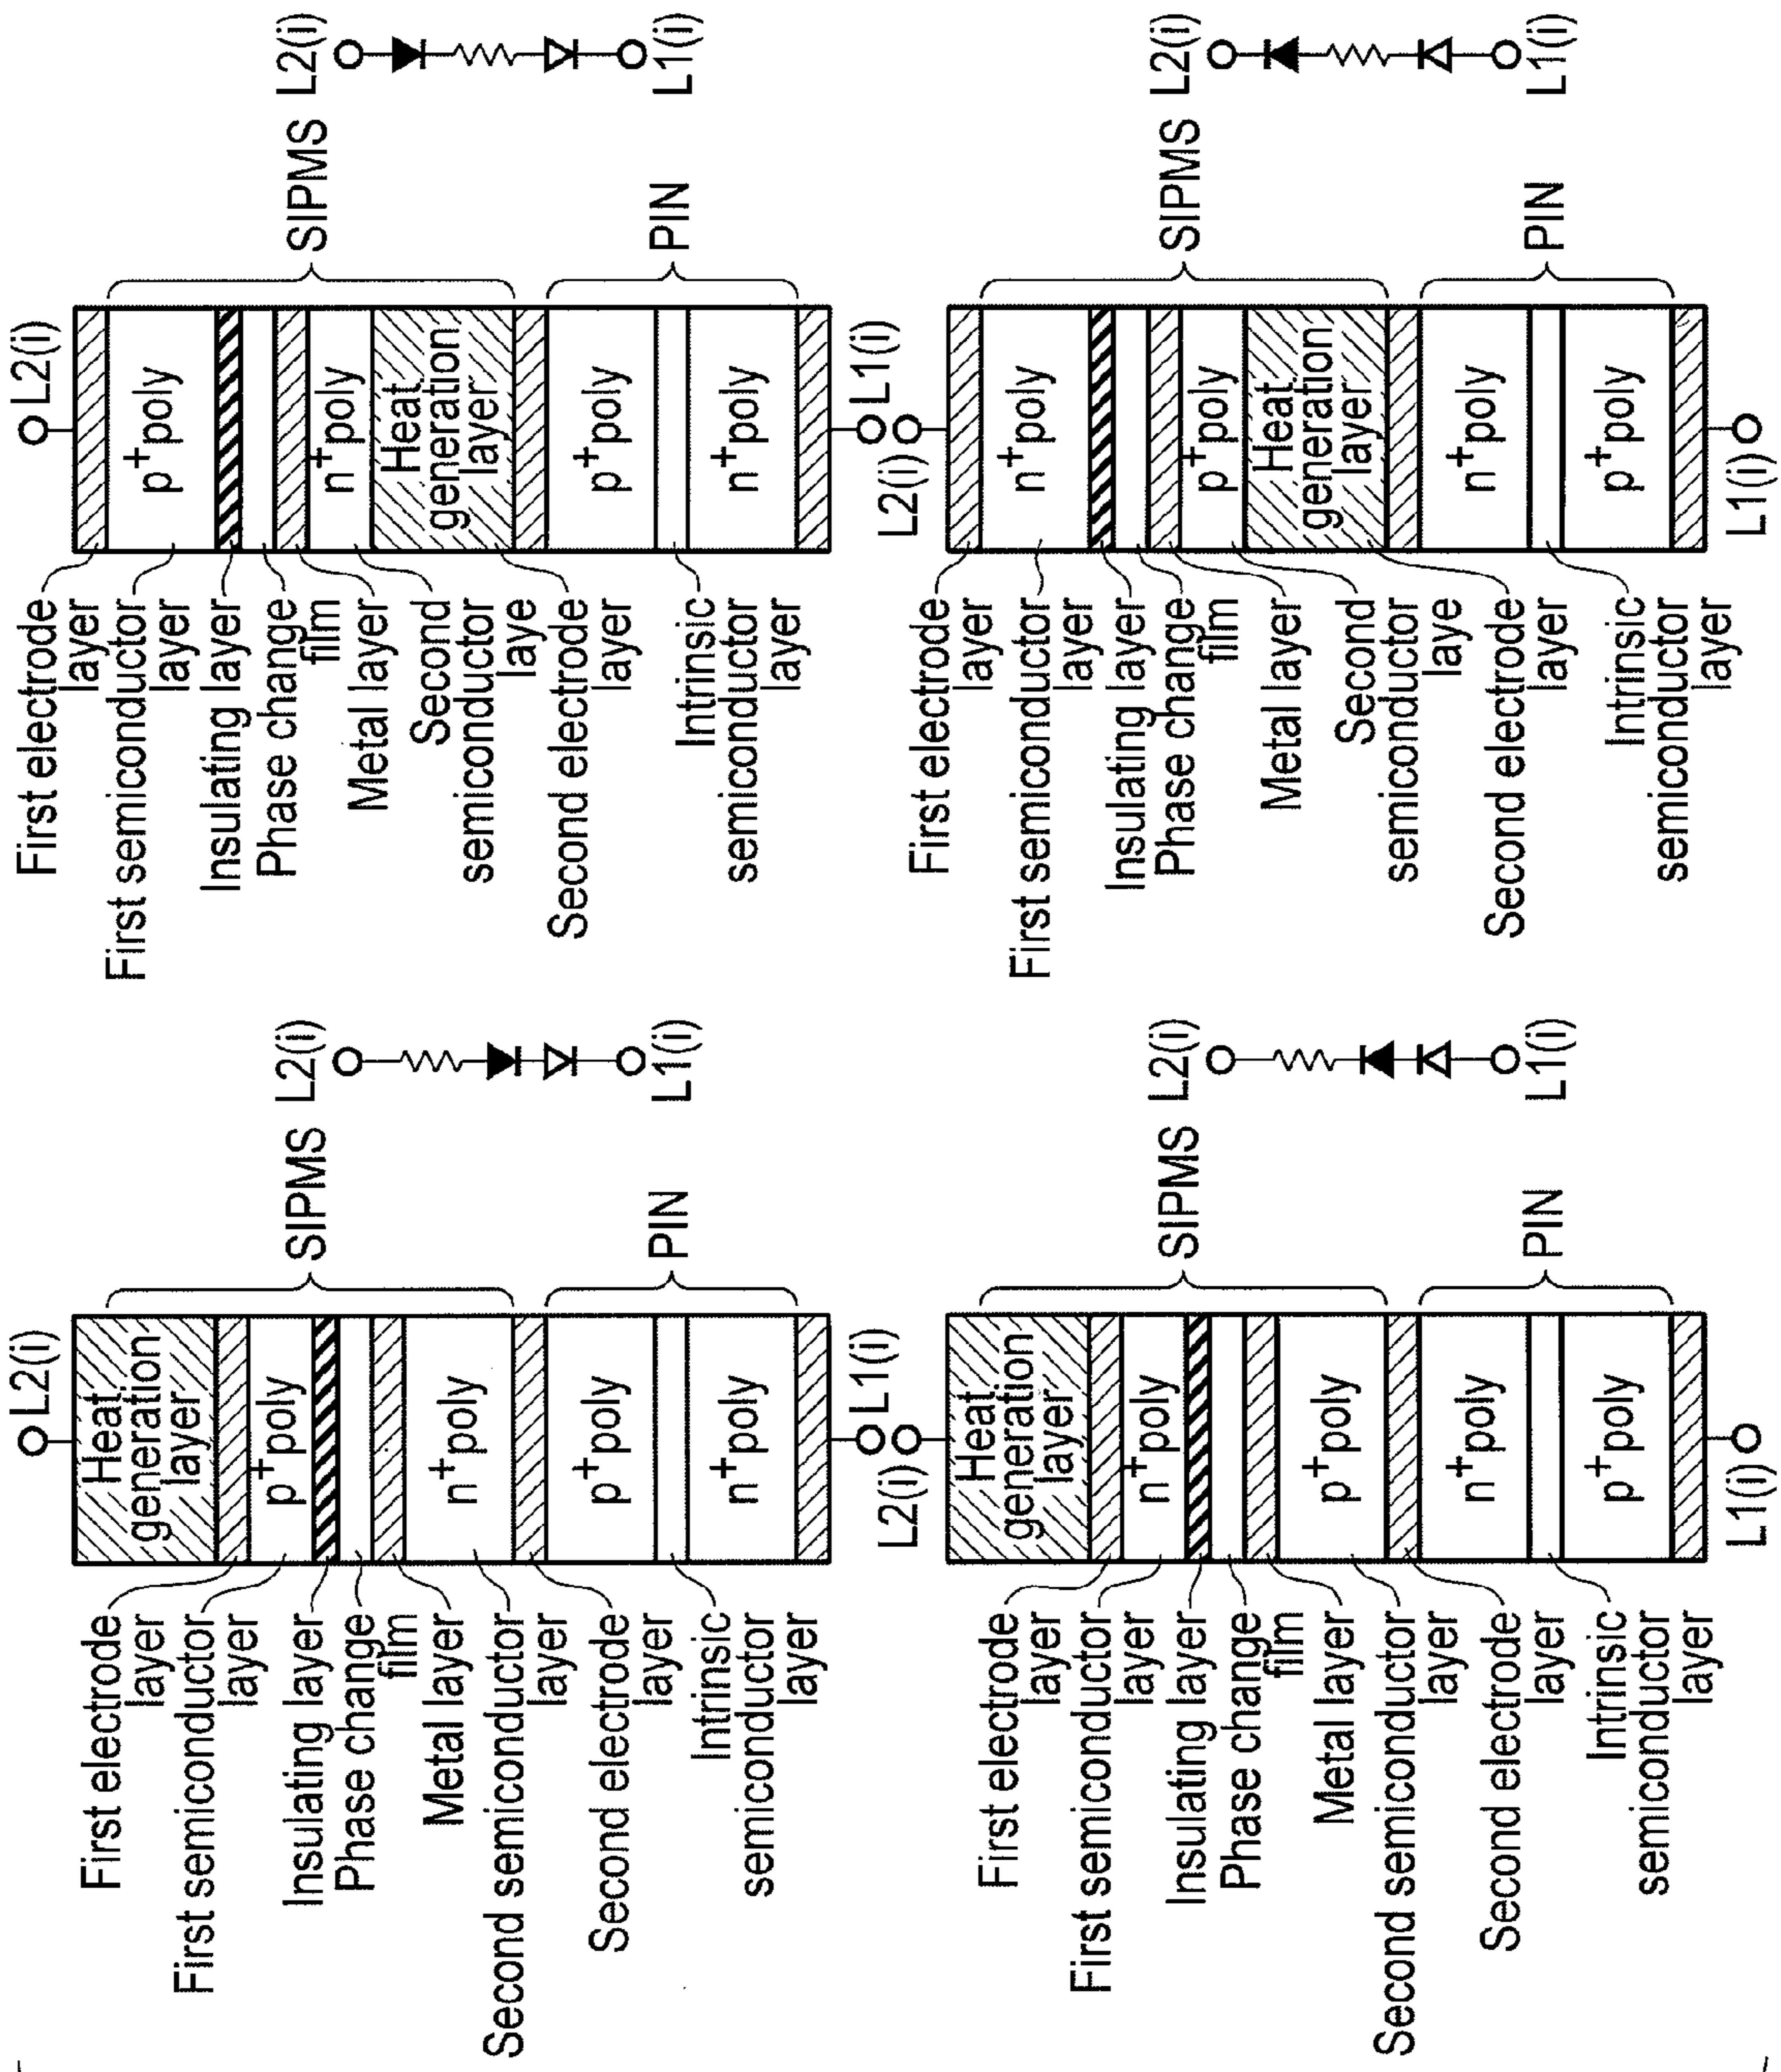 First electrode
layer
First semiconductor
layer
Insulating layer
Phase change
film
Metal layer
Second semiconductor
layer
Second electrode
layer
Intrinsic
semiconductor
layer
L2(i)
Heat
generation
layer
p+poly
n+poly
p+poly
n+poly
L1(i)
SIPMS
PIN
L2(i)
L1(i)
First electrode
layer
First semiconductor
layer
Insulating layer
Phase change
film
Metal layer
Second
semiconductor
laye
Second electrode
layer
Intrinsic
semiconductor
layer
L2(i)
p+poly
n+poly
Heat
generation
layer
p+poly
n+poly
L1(i)
SIPMS
PIN
L2(i)
L1(i)
First electrode
layer
First semiconductor
layer
Insulating layer
Phase change
film
Metal layer
Second semiconductor
layer
Second electrode
layer
Intrinsic
semiconductor
layer
L2(i)
Heat
generation
layer
n+poly
p+poly
n+poly
p+poly
L1(i)
SIPMS
PIN
L2(i)
L1(i)
First electrode
layer
First semiconductor
layer
Insulating layer
Phase change
film
Metal layer
Second
semiconductor
laye
Second electrode
layer
Intrinsic
semiconductor
layer
L2(i)
n+poly
p+poly
Heat
generation
layer
n+poly
p+poly
L1(i)
SIPMS
PIN
L2(i)
L1(i)